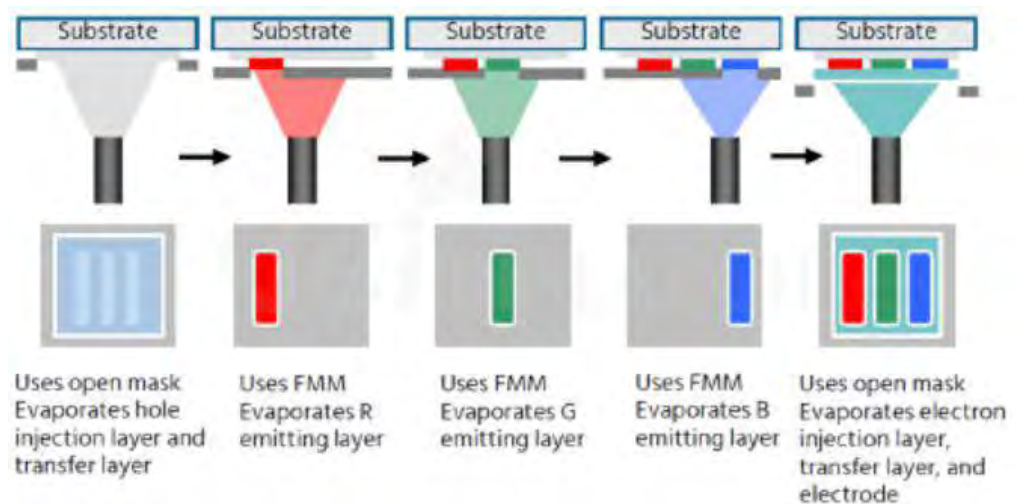 Substrate
Substrate
Substrate
Substrate
Substrate
Uses open mask
Evaporates hole
injection layer and
transfer layer
Uses FMM
Evaporates R
emitting layer
Uses FMM
Evaporates G
emitting layer
Uses FMM
Evaporates B
emitting layer
Uses open mask
Evaporates electron
injection layer,
transfer layer, and
electrode